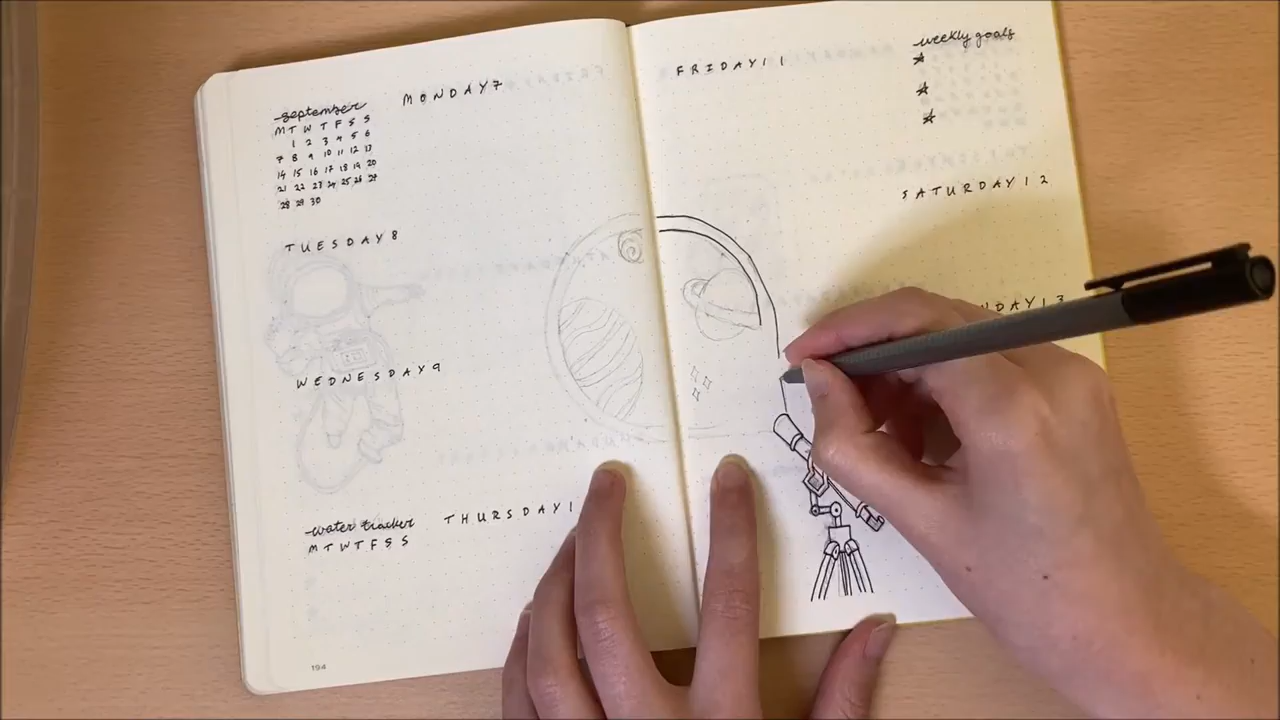 september
M T W T F S S
1 2 3 4 5 6
7 8 9 10 11 12 13
14 15 16 17 18 19 20
21 22 23 24 25 26 27
28 29 30
MONDAY 7
TUESDAY 8
WEDNESDAY 9
water tracker
M T W T F S S
THURSDAY 1
194
FRIDAY 11
weekly goals
SATURDAY 12
NDAY 13